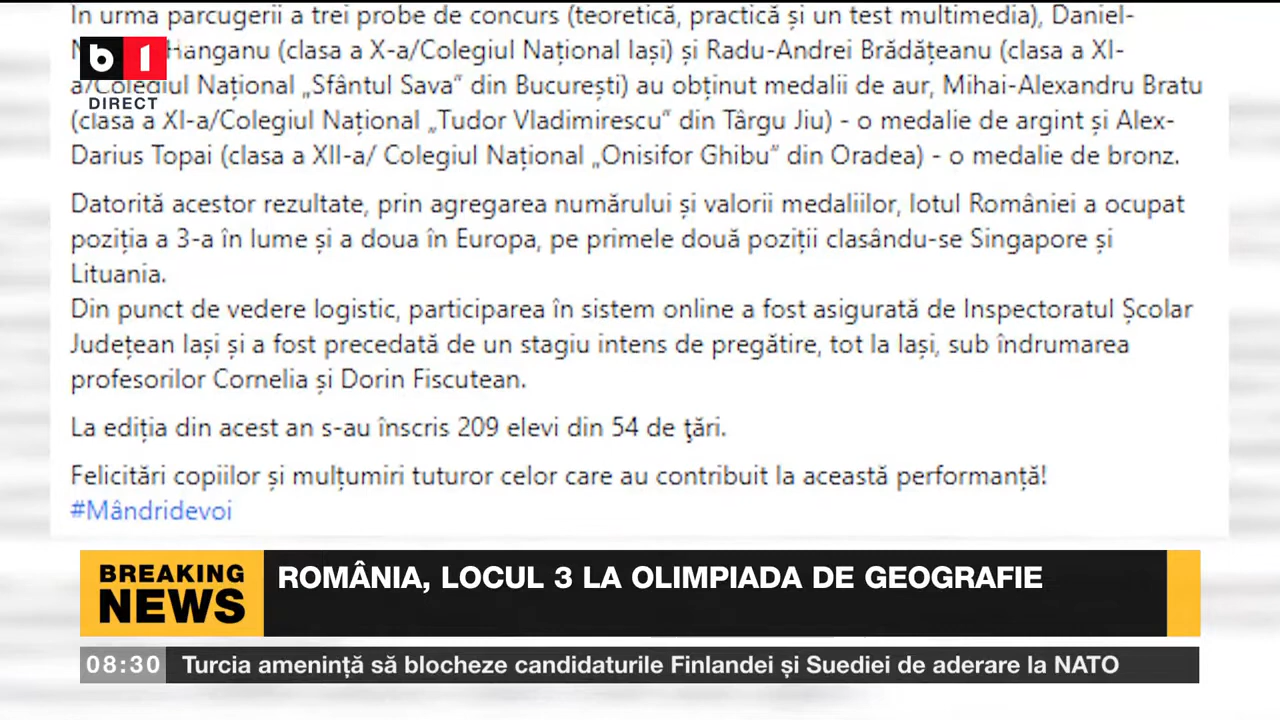 In urma parcugerii a trei probe de concurs (teoretică, practică și un test multimedia), Daniel-
Hanganu (clasa a X-a/Colegiul Național Iași) și Radu-Andrei Brădățeanu (clasa a XI-
a/Colegiul Național „Sfântul Sava” din București) au obținut medalii de aur, Mihai-Alexandru Bratu
(clasa a XI-a/Colegiul Național „Tudor Vladimirescu” din Târgu Jiu) - o medalie de argint și Alex-
Darius Topai (clasa a XII-a/ Colegiul Național „Onisifor Ghibu” din Oradea) - o medalie de bronz.
Datorită acestor rezultate, prin agregarea numărului și valorii medaliilor, lotul României a ocupat
poziția a 3-a în lume și a doua în Europa, pe primele două poziții clasându-se Singapore și
Lituania.
Din punct de vedere logistic, participarea în sistem online a fost asigurată de Inspectoratul Școlar
Județean Iași și a fost precedată de un stagiu intens de pregătire, tot la Iași, sub îndrumarea
profesorilor Cornelia și Dorin Fiscutean.
La ediția din acest an s-au înscris 209 elevi din 54 de ţări.
Felicitări copiilor și mulțumiri tuturor celor care au contribuit la această performanță!
#Mândridevoi
b1
DIRECT
BREAKING
NEWS
ROMÂNIA, LOCUL 3 LA OLIMPIADA DE GEOGRAFIE
08:30 Turcia amenință să blocheze candidaturile Finlandei și Suediei de aderare la NATO